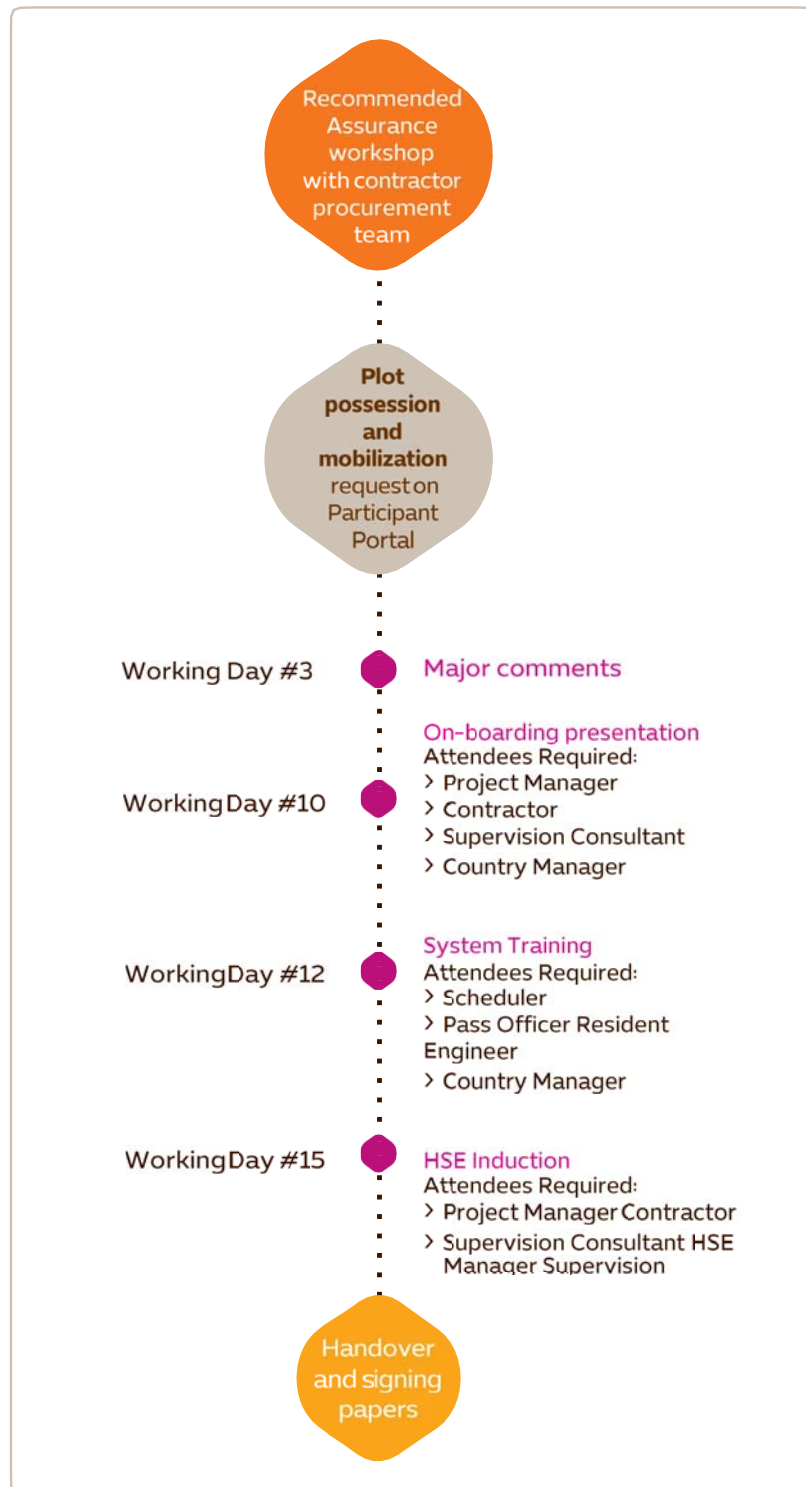 Recommended
Assurance
workshop
with contractor
procurement
team
Plot
possession
and
mobilization
request on
Participant
Portal
Working Day #3
Major comments
Working Day #10
On-boarding presentation
Attendees Required:
> Project Manager
> Contractor
> Supervision Consultant
> Country Manager
Working Day #12
System Training
Attendees Required:
> Scheduler
> Pass Officer Resident
Engineer
> Country Manager
Working Day #15
HSE Induction
Attendees Required:
> Project Manager Contractor
> Supervision Consultant HSE
Manager Supervision
Handover
and signing
papers